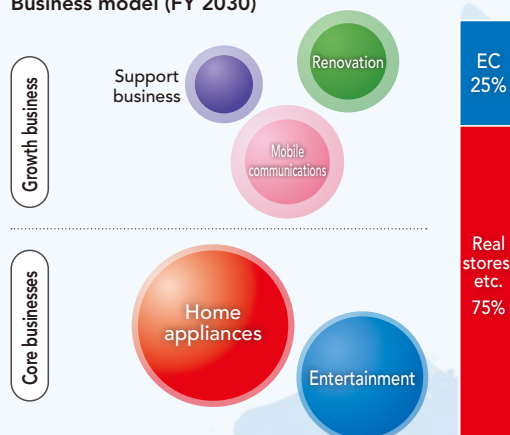 Business model (FY 2030)
Growth business
Support
business
Renovation
Mobile
communications
EC
25%
Core businesses
Home
appliances
Entertainment
Real
stores
etc.
75%